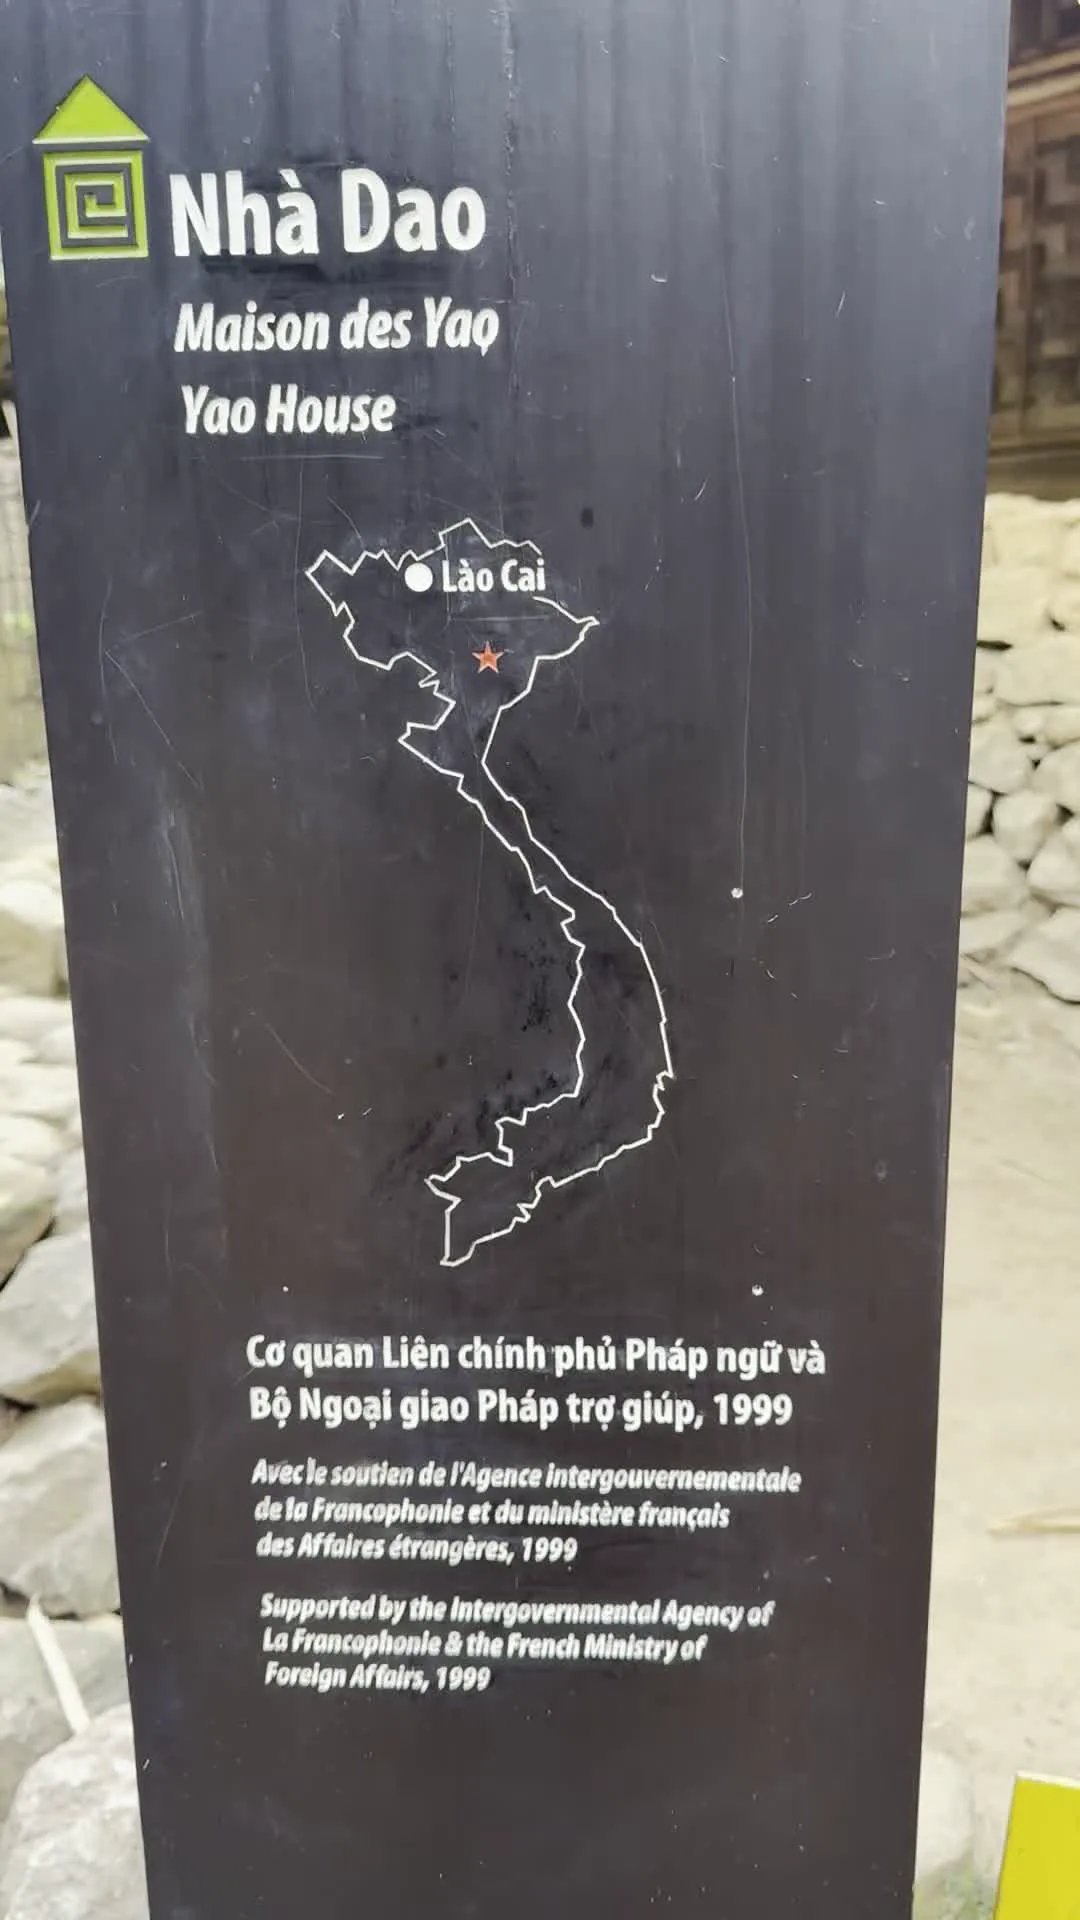 Nhà Dao
Maison des Yao
Yao House
Lào Cai
Cơ quan Liên chính phủ Pháp ngữ và
Bộ Ngoại giao Pháp trợ giúp, 1999
Avec le soutien de l'Agence intergouvernementale
de la Francophonie et du ministère français
des Affaires étrangères, 1999
Supported by the Intergovernmental Agency of
La Francophonie & the French Ministry of
Foreign Affairs, 1999